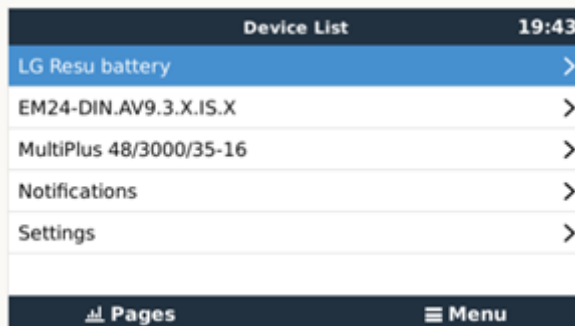 Device List 19:43
LG Resu battery
EM24-DIN.AV9.3.X.IS.X
MultiPlus 48/3000/35-16
Notifications
Settings
Pages Menu